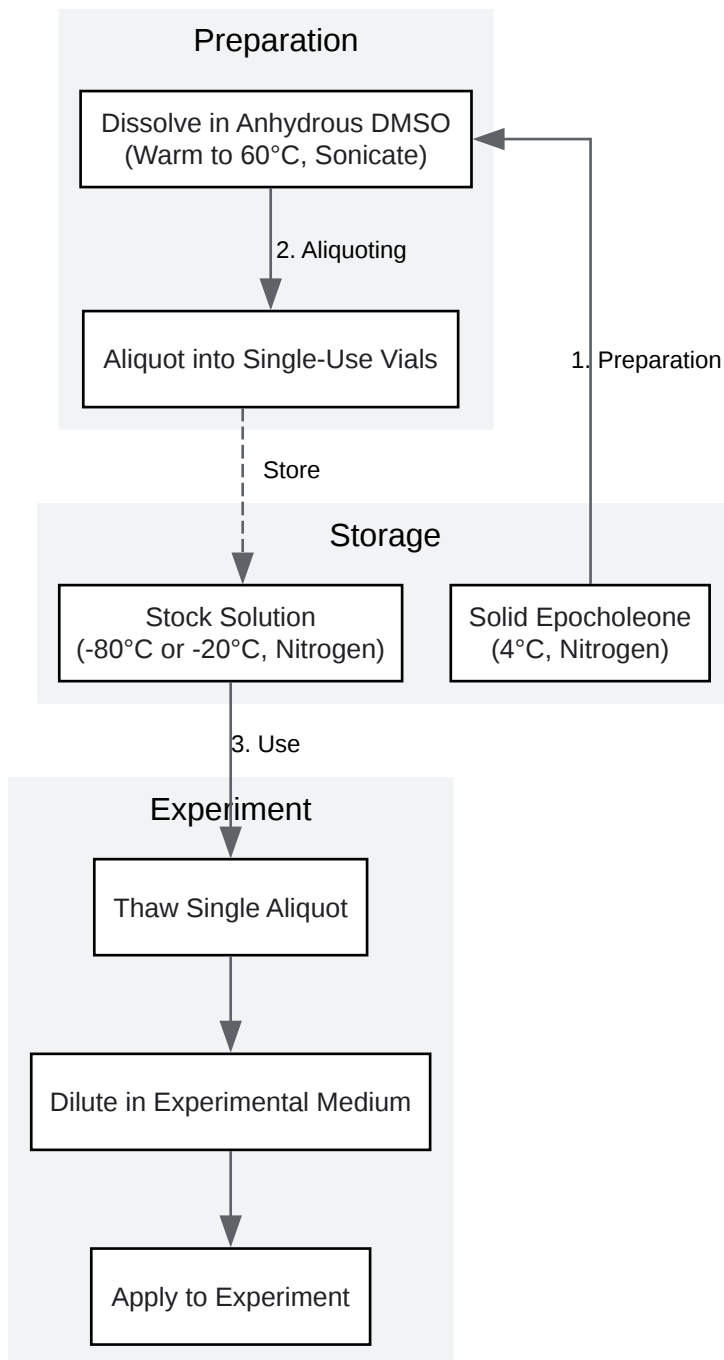 Preparation
Dissolve in Anhydrous DMSO
(Warm to 60°C, Sonicate)
2. Aliquoting
Aliquot into Single-Use Vials
1. Preparation
Store
Storage
Stock Solution
(-80°C or -20°C, Nitrogen)
Solid Epocholeone
(4°C, Nitrogen)
3. Use
Experiment
Thaw Single Aliquot
Dilute in Experimental Medium
Apply to Experiment